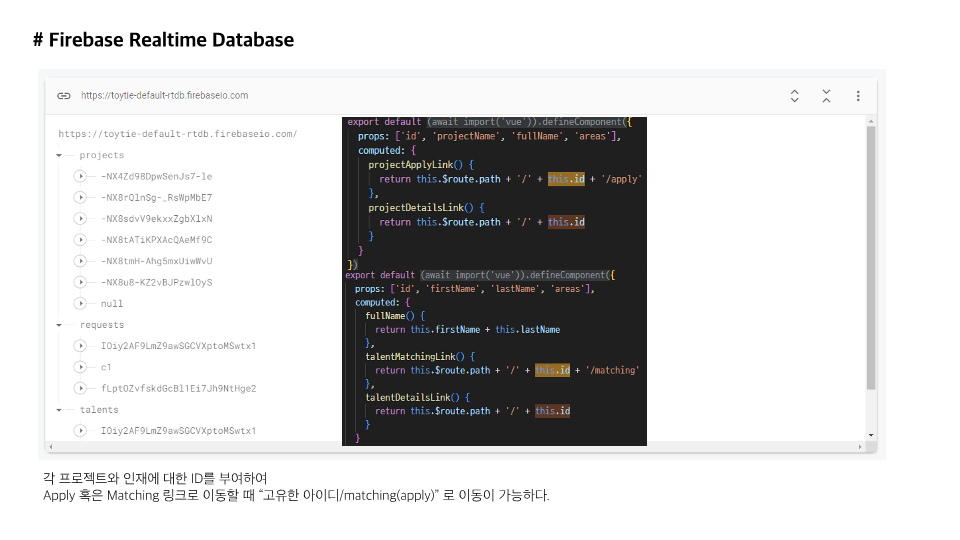 # Firebase Realtime Database
https://toytie-default-rtdb.firebaseio.com
https://toytie-default-rtdb.firebaseio.com/
projects
-NX4Zd9BDpwSenJs7-le
-NX8rQlnSg-_RsWpMbE7
-NX8sdvV9ekxxZgbXlxN
-NX8tATiKPXAcQAeMf9C
-NX8tmH-Ahg5mxUiwWvU
-NX8u8-KZ2vBJPzwlOyS
null
requests
IOiy2AF9LmZ9awSGCVXptoMSwtx1
c1
fLptOZvfskdGcBl1Ei7Jh9NtHge2
talents
IOiy2AF9LmZ9awSGCVXptoMSwtx1
export default (await import('vue')).defineComponent({
props: ['id', 'projectName', 'fullName', 'areas'],
computed: {
projectApplyLink() {
return this.$route.path + '/' + this.id + '/apply'
},
projectDetailsLink() {
return this.$route.path + '/' + this.id
}
}
})
export default (await import('vue')).defineComponent({
props: ['id', 'firstName', 'lastName', 'areas'],
computed: {
fullName() {
return this.firstName + this.lastName
},
talentMatchingLink() {
return this.$route.path + '/' + this.id + '/matching'
},
talentDetailsLink() {
return this.$route.path + '/' + this.id
}
}
각 프로젝트와 인재에 대한 ID를 부여하여
Apply 혹은 Matching 링크로 이동할 때 “고유한 아이디/matching(apply)” 로 이동이 가능하다.